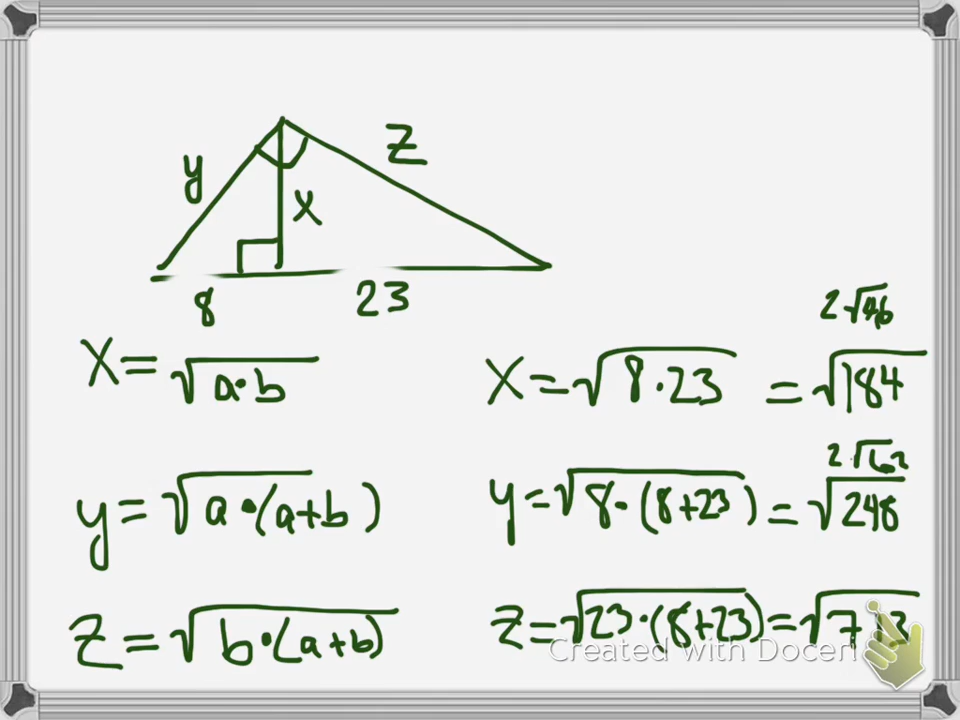 y
z
x
8
23
x = √a·b
x = √8·23 = √184
2√46
y = √a·(a+b)
y = √8·(8+23) = √248
2√62
z = √b·(a+b)
z = √23·(8+23) = √713
Created with Doceri